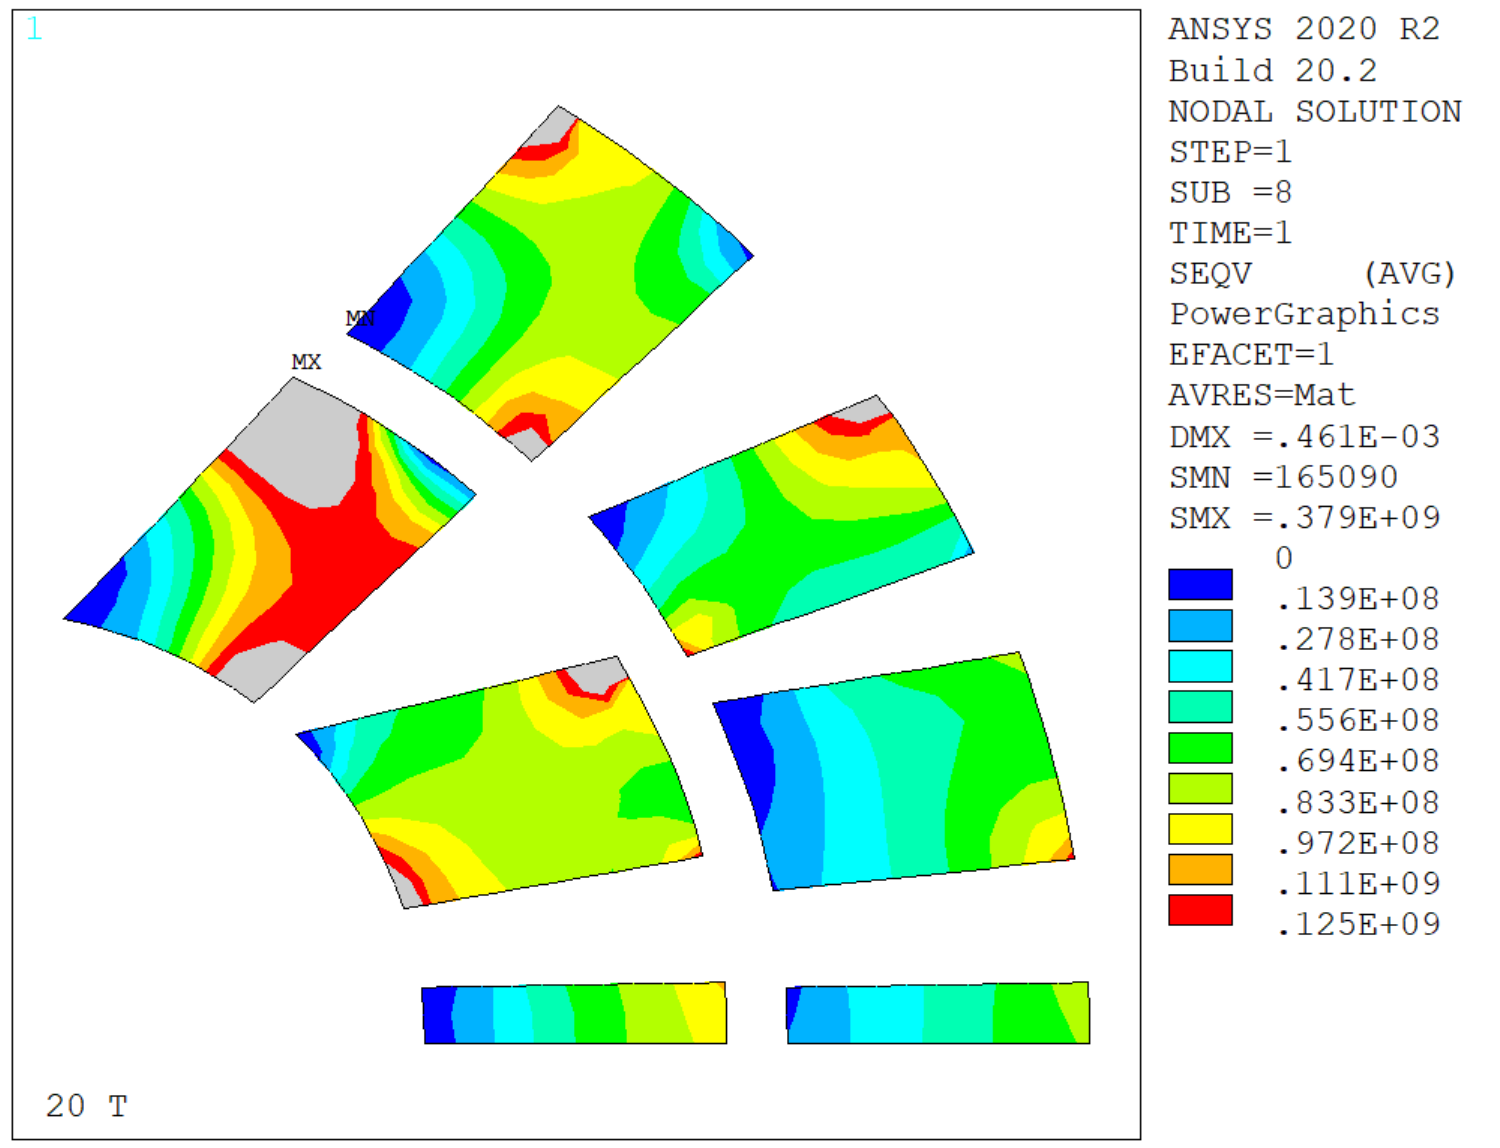 1
ANSYS 2020 R2
Build 20.2
NODAL SOLUTION
STEP=1
SUB =8
TIME=1
SEQV (AVG)
PowerGraphics
EFACET=1
AVRES=Mat
DMX =.461E-03
SMN =165090
SMX =.379E+09
0
.139E+08
.278E+08
.417E+08
.556E+08
.694E+08
.833E+08
.972E+08
.111E+09
.125E+09
MN
MX
20 T